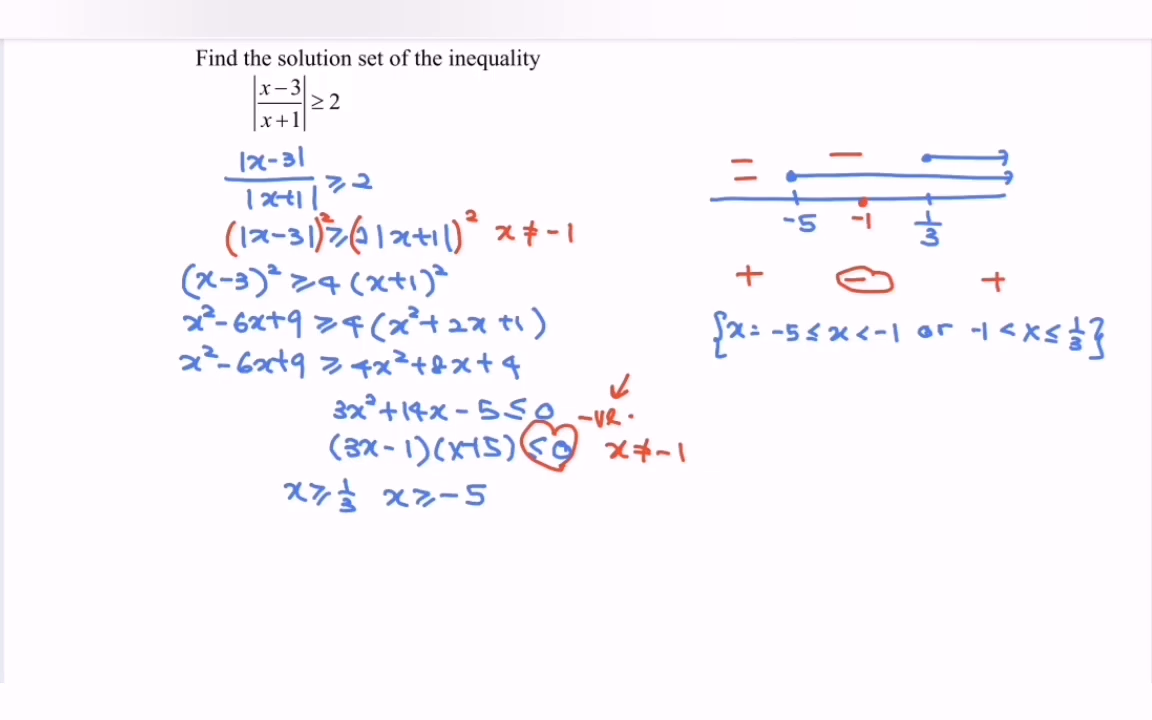 Find the solution set of the inequality
|x − 3 / x + 1| ≥ 2
|x-3| / |x+1| ≥ 2
(|x-3|)² ≥ (2|x+1|)² x ≠ -1
(x-3)² ≥ 4(x+1)²
x²-6x+9 ≥ 4(x²+2x+1)
x²-6x+9 ≥ 4x²+8x+4
3x²+14x-5 ≤ 0 -ve.
(3x-1)(x+5) ≤ 0 x ≠ -1
x ≥ 1/3 x ≥ -5
= −
-5 -1 1/3
+ − +
{x: -5 ≤ x < -1 or -1 < x ≤ 1/3}